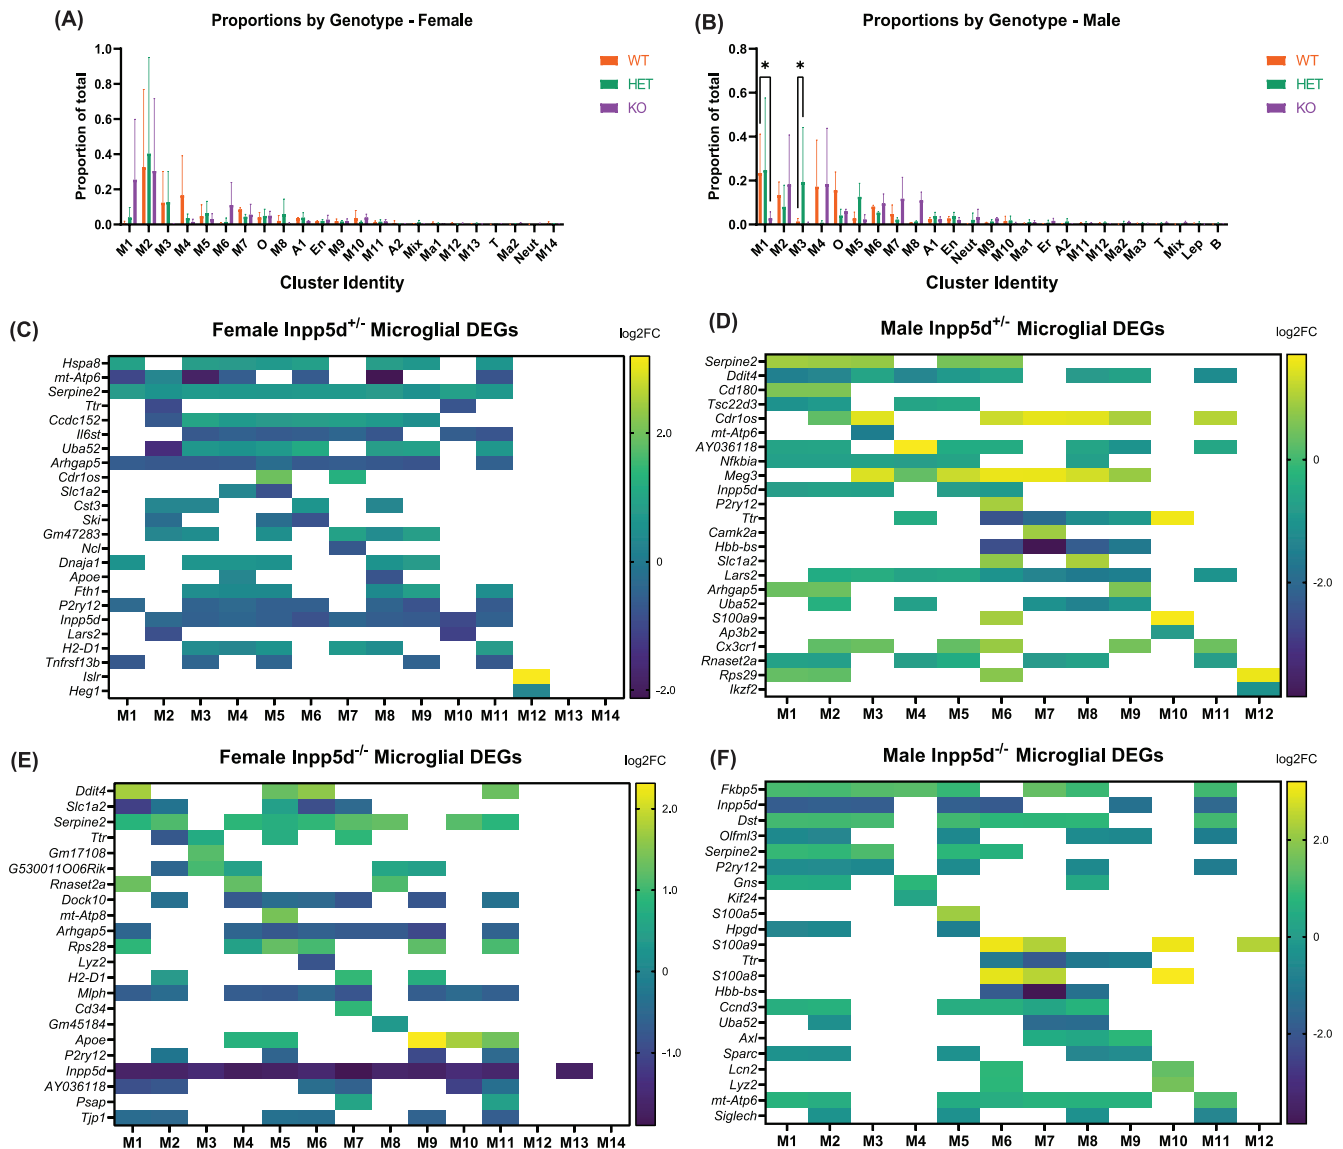 (A)
Proportions by Genotype - Female
Proportion of total
1.0
0.8
0.6
0.4
0.2
0.0
WT
HET
KO
M1 M2 M3 M4 M5 M6 M7 O M8 A1 En M9 M10 M11 A2 Mix Ma1 M12 M13 T Ma2 Neut M14
Cluster Identity
(B)
Proportions by Genotype - Male
Proportion of total
0.8
0.6
0.4
0.2
0.0
* *
WT
HET
KO
M1 M2 M3 M4 O M5 M6 M7 M8 A1 En Neut M9 M10 Ma1 Er A2 M11 M12 Ma2 Ma3 T Mix Lep B
Cluster Identity
(C)
Female Inpp5d+/- Microglial DEGs
log2FC
Hspa8
mt-Atp6
Serpine2
Ttr
Ccdc152
Il6st
Uba52
Arhgap5
Cdr1os
Slc1a2
Cst3
Ski
Gm47283
Ncl
Dnaja1
Apoe
Fth1
P2ry12
Inpp5d
Lars2
H2-D1
Tnfrsf13b
Islr
Heg1
M1 M2 M3 M4 M5 M6 M7 M8 M9 M10 M11 M12 M13 M14
2.0
0
-2.0
(D)
Male Inpp5d+/- Microglial DEGs
log2FC
Serpine2
Ddit4
Cd180
Tsc22d3
Cdr1os
mt-Atp6
AY036118
Nfkbia
Meg3
Inpp5d
P2ry12
Ttr
Camk2a
Hbb-bs
Slc1a2
Lars2
Arhgap5
Uba52
S100a9
Ap3b2
Cx3cr1
Rnaset2a
Rps29
Ikzf2
M1 M2 M3 M4 M5 M6 M7 M8 M9 M10 M11 M12
0
-2.0
(E)
Female Inpp5d-/- Microglial DEGs
log2FC
Ddit4
Slc1a2
Serpine2
Ttr
Gm17108
G530011O06Rik
Rnaset2a
Dock10
mt-Atp8
Arhgap5
Rps28
Lyz2
H2-D1
Mlph
Cd34
Gm45184
Apoe
P2ry12
Inpp5d
AY036118
Psap
Tjp1
M1 M2 M3 M4 M5 M6 M7 M8 M9 M10 M11 M12 M13 M14
2.0
1.0
0
-1.0
(F)
Male Inpp5d-/- Microglial DEGs
log2FC
Fkbp5
Inpp5d
Dst
Olfml3
Serpine2
P2ry12
Gns
Kif24
S100a5
Hpgd
S100a9
Ttr
S100a8
Hbb-bs
Ccnd3
Uba52
Axl
Sparc
Lcn2
Lyz2
mt-Atp6
Siglech
M1 M2 M3 M4 M5 M6 M7 M8 M9 M10 M11 M12
2.0
0
-2.0